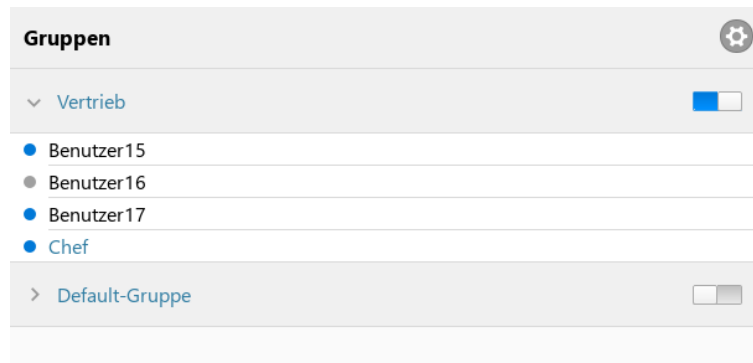 Gruppen
Vertrieb
Benutzer15
Benutzer16
Benutzer17
Chef
Default-Gruppe